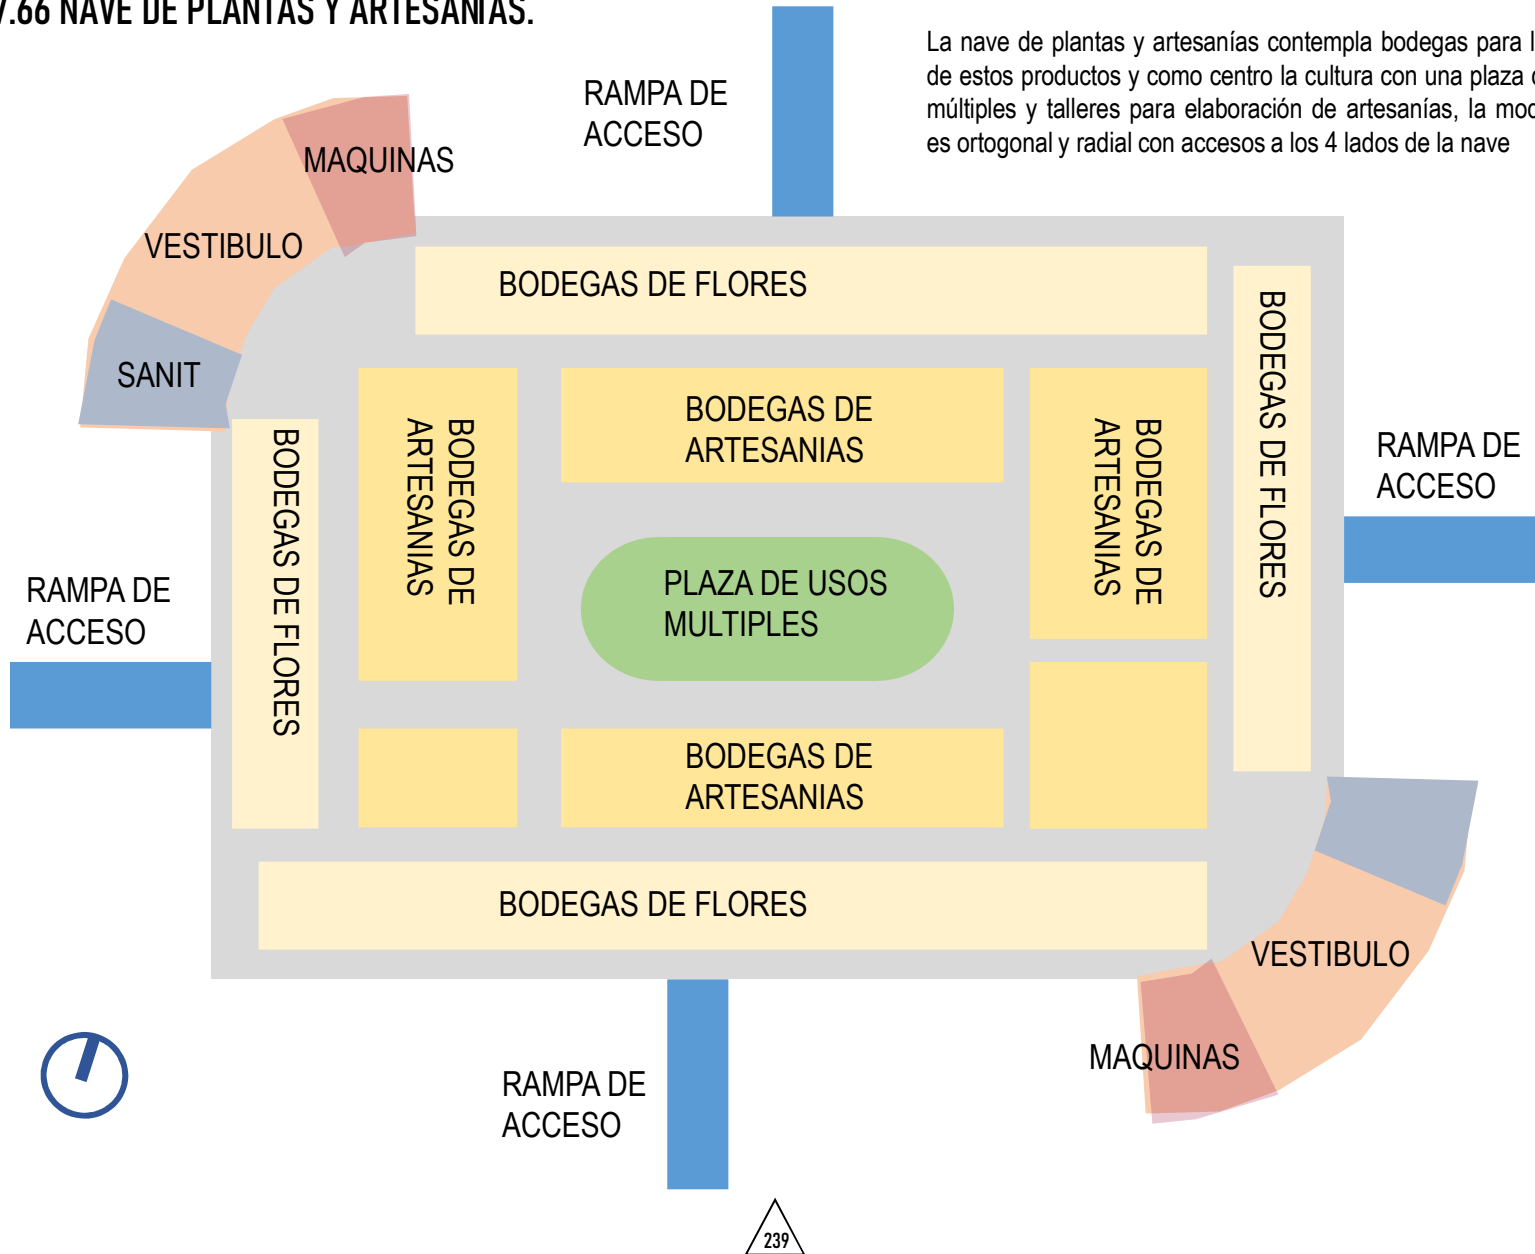 7.66 NAVE DE PLANTAS Y ARTESANIAS.
La nave de plantas y artesanías contempla bodegas para
de estos productos y como centro la cultura con una plaza
múltiples y talleres para elaboración de artesanías, la
es ortogonal y radial con accesos a los 4 lados de la nave
RAMPA DE
ACCESO
MAQUINAS
VESTIBULO
SANIT
BODEGAS DE FLORES
BODEGAS DE FLORES
BODEGAS DE
ARTESANIAS
BODEGAS DE
ARTESANIAS
BODEGAS DE
ARTESANIAS
BODEGAS DE FLORES
RAMPA DE
ACCESO
RAMPA DE
ACCESO
PLAZA DE USOS
MULTIPLES
BODEGAS DE
ARTESANIAS
BODEGAS DE FLORES
VESTIBULO
MAQUINAS
RAMPA DE
ACCESO
239